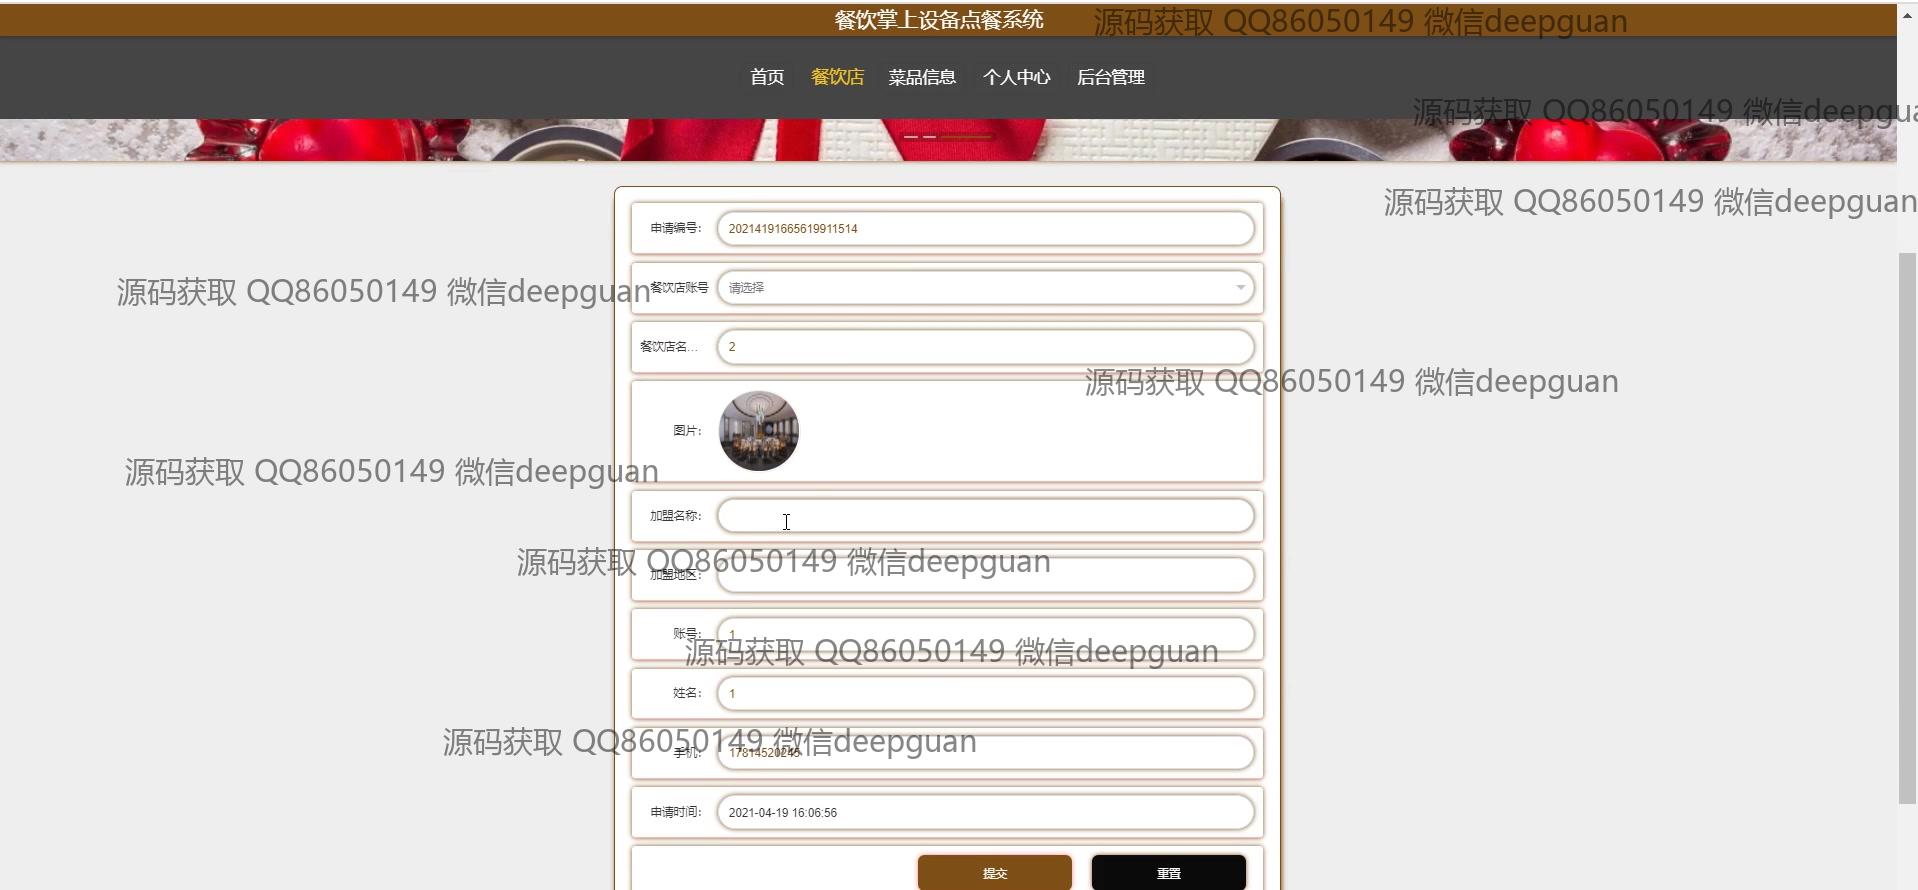 餐饮掌上设备点餐系统
源码获取 QQ86050149 微信deepguan
首页 餐饮店 菜品信息 个人中心 后台管理
源码获取 QQ86050149 微信deepgua
源码获取 QQ86050149 微信deepguan
申请编号: 20214191665619911514
源码获取 QQ86050149 微信deepguan
餐饮店账号 请选择
餐饮店名... 2
源码获取 QQ86050149 微信deepguan
图片:
源码获取 QQ86050149 微信deepguan
加盟名称:
源码获取 QQ86050149 微信deepguan
加盟地区:
账号: 1
源码获取 QQ86050149 微信deepguan
姓名: 1
源码获取 QQ86050149 微信deepguan
手机: 17814520245
申请时间: 2021-04-19 16:06:56
提交 重置